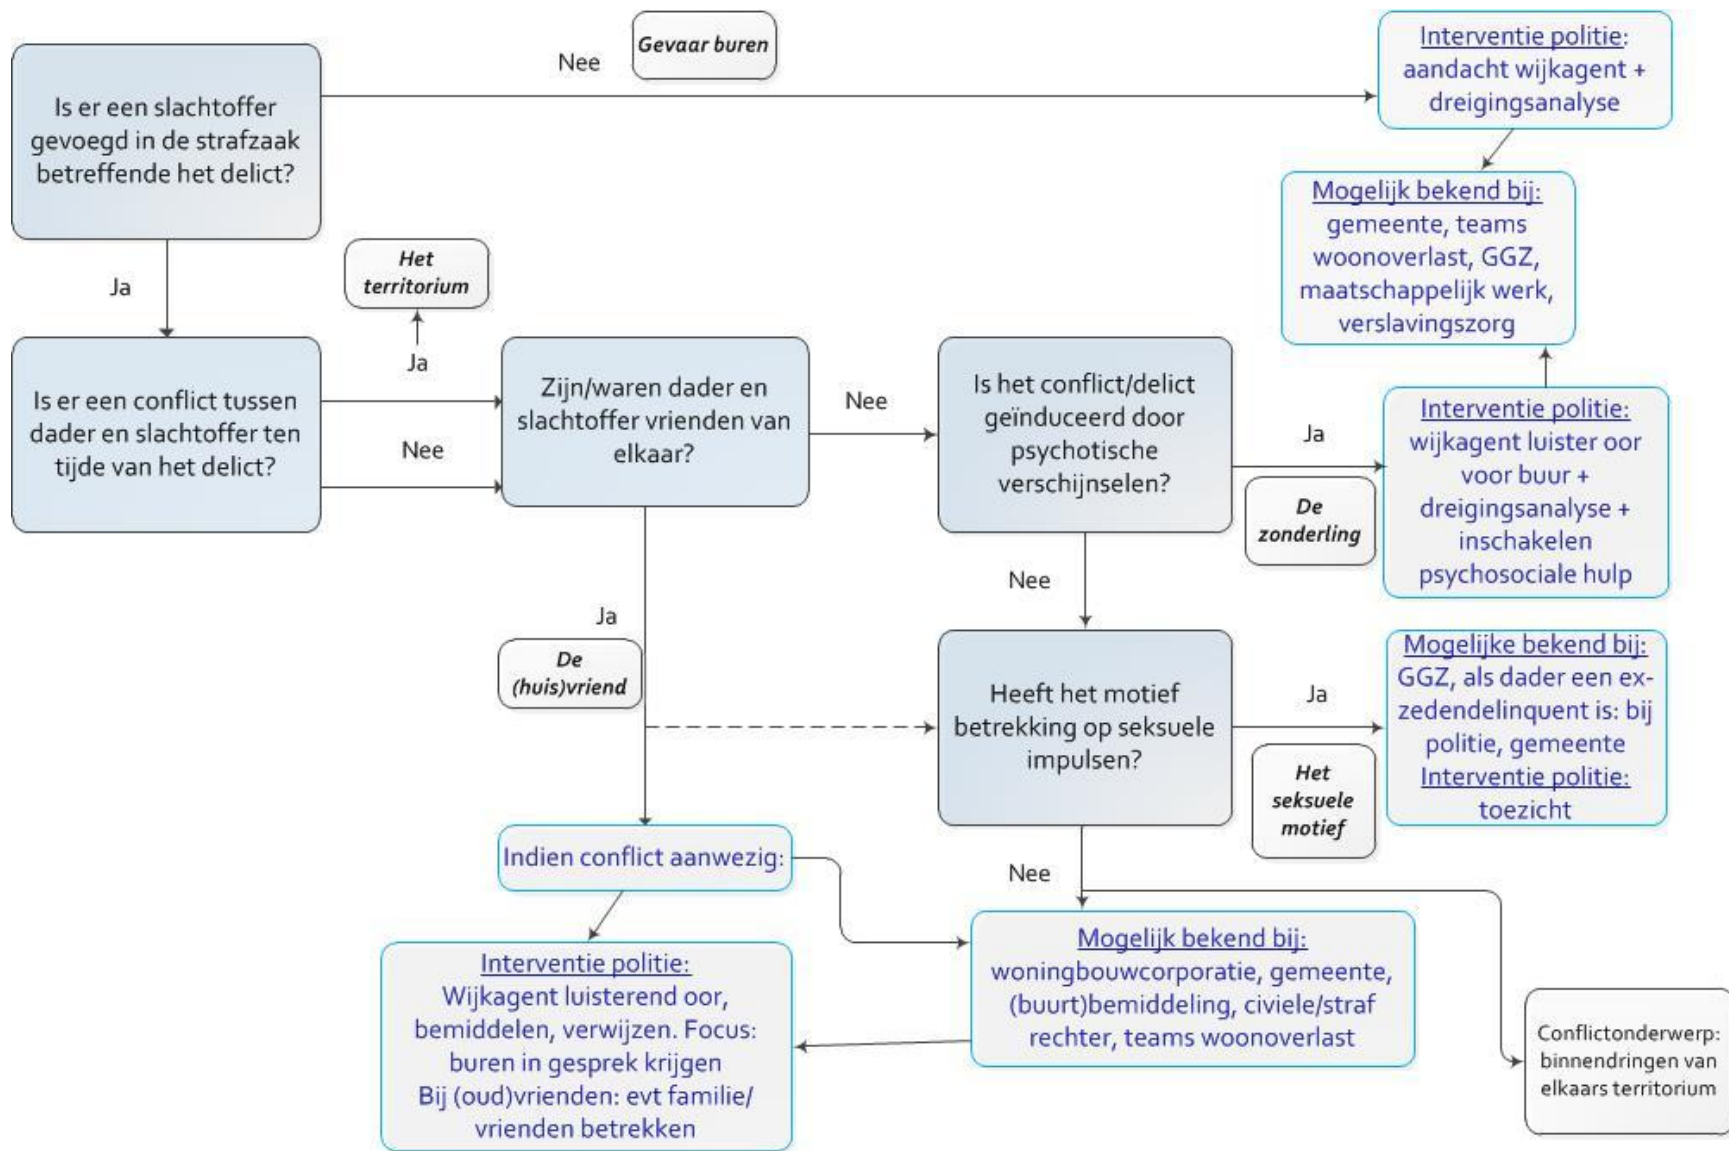 Gevaar buren
Nee
Interventie politie:
aandacht wijkagent +
dreigingsanalyse
Is er een slachtoffer
gevoegd in de strafzaak
betreffende het delict?
Mogelijk bekend bij:
gemeente, teams
woonoverlast, GGZ,
maatschappelijk werk,
verslavingszorg
Ja
Het
territorium
Ja
Is er een conflict tussen
dader en slachtoffer ten
tijde van het delict?
Nee
Zijn/waren dader en
slachtoffer vrienden van
elkaar?
Nee
Is het conflict/delict
geïnduceerd door
psychotische
verschijnselen?
Ja
De
zonderling
Interventie politie:
wijkagent luister oor
voor buur +
dreigingsanalyse +
inschakelen
psychosociale hulp
Nee
Ja
De
(huis)vriend
Heeft het motief
betrekking op seksuele
impulsen?
Ja
Het
seksuele
motief
Mogelijke bekend bij:
GGZ, als dader een ex-
zedendelinquent is: bij
politie, gemeente
Interventie politie:
toezicht
Indien conflict aanwezig:
Nee
Interventie politie:
Wijkagent luisterend oor,
bemiddelen, verwijzen. Focus:
buren in gesprek krijgen
Bij (oud)vrienden: evt familie/
vrienden betrekken
Mogelijk bekend bij:
woningbouwcorporatie, gemeente,
(buurt)bemiddeling, civiele/straf
rechter, teams woonoverlast
Conflictonderwerp:
binnendringen van
elkaars territorium